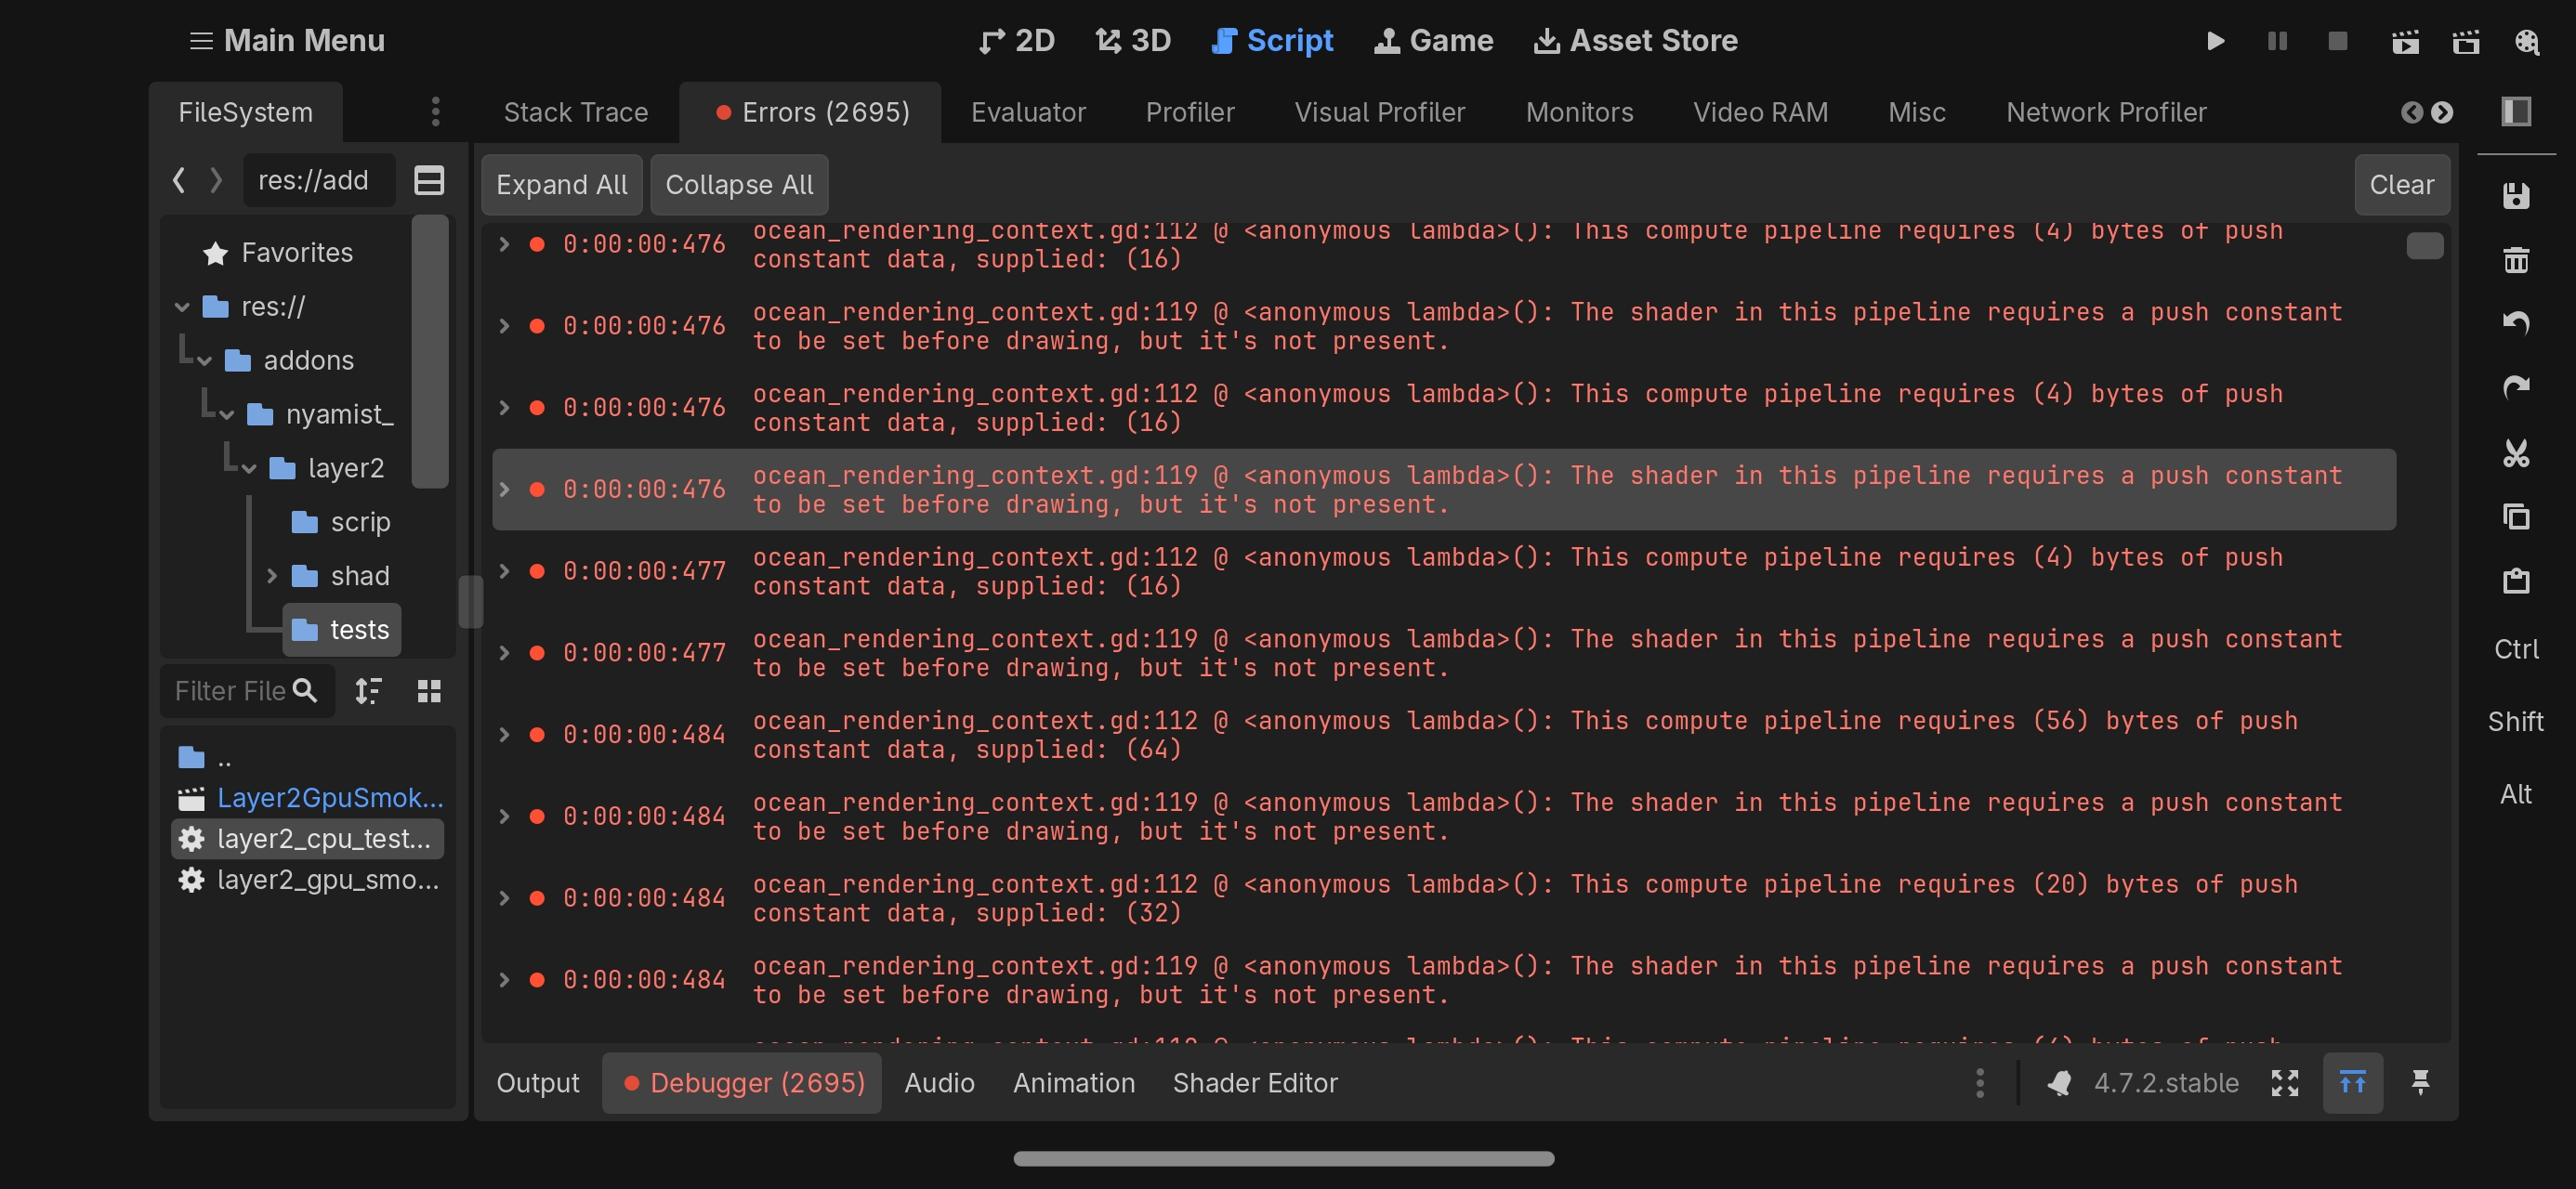 Main Menu
2D
3D
Script
Game
Asset Store
FileSystem
Stack Trace
Errors (2695)
Evaluator
Profiler
Visual Profiler
Monitors
Video RAM
Misc
Network Profiler
res://add
Expand All
Collapse All
Clear
Favorites
res://
addons
nyamist_
layer2
scrip
shad
tests
Filter File
..
Layer2GpuSmok...
layer2_cpu_test...
layer2_gpu_smo...
0:00:00:476
ocean_rendering_context.gd:112 @ <anonymous lambda>(): This compute pipeline requires (4) bytes of push
constant data, supplied: (16)
0:00:00:476
ocean_rendering_context.gd:119 @ <anonymous lambda>(): The shader in this pipeline requires a push constant
to be set before drawing, but it's not present.
0:00:00:476
ocean_rendering_context.gd:112 @ <anonymous lambda>(): This compute pipeline requires (4) bytes of push
constant data, supplied: (16)
0:00:00:476
ocean_rendering_context.gd:119 @ <anonymous lambda>(): The shader in this pipeline requires a push constant
to be set before drawing, but it's not present.
0:00:00:477
ocean_rendering_context.gd:112 @ <anonymous lambda>(): This compute pipeline requires (4) bytes of push
constant data, supplied: (16)
0:00:00:477
ocean_rendering_context.gd:119 @ <anonymous lambda>(): The shader in this pipeline requires a push constant
to be set before drawing, but it's not present.
0:00:00:484
ocean_rendering_context.gd:112 @ <anonymous lambda>(): This compute pipeline requires (56) bytes of push
constant data, supplied: (64)
0:00:00:484
ocean_rendering_context.gd:119 @ <anonymous lambda>(): The shader in this pipeline requires a push constant
to be set before drawing, but it's not present.
0:00:00:484
ocean_rendering_context.gd:112 @ <anonymous lambda>(): This compute pipeline requires (20) bytes of push
constant data, supplied: (32)
0:00:00:484
ocean_rendering_context.gd:119 @ <anonymous lambda>(): The shader in this pipeline requires a push constant
to be set before drawing, but it's not present.
Ctrl
Shift
Alt
Output
Debugger (2695)
Audio
Animation
Shader Editor
4.7.2.stable